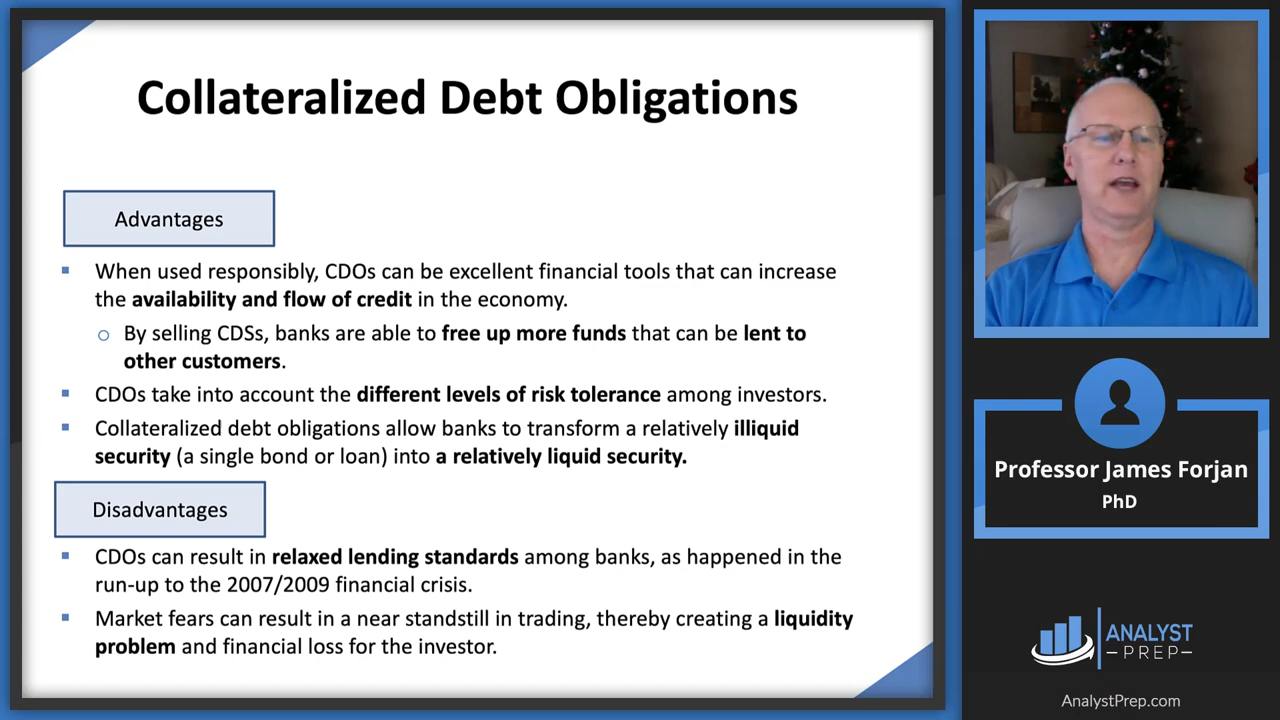 Collateralized Debt Obligations
Advantages
When used responsibly, CDOs can be excellent financial tools that can increase
the availability and flow of credit in the economy.
By selling CDSs, banks are able to free up more funds that can be lent to
other customers.
CDOs take into account the different levels of risk tolerance among investors.
Collateralized debt obligations allow banks to transform a relatively illiquid
security (a single bond or loan) into a relatively liquid security.
Disadvantages
CDOs can result in relaxed lending standards among banks, as happened in the
run-up to the 2007/2009 financial crisis.
Market fears can result in a near standstill in trading, thereby creating a liquidity
problem and financial loss for the investor.
Professor James Forjan
PhD
ANALYST
PREP
AnalystPrep.com